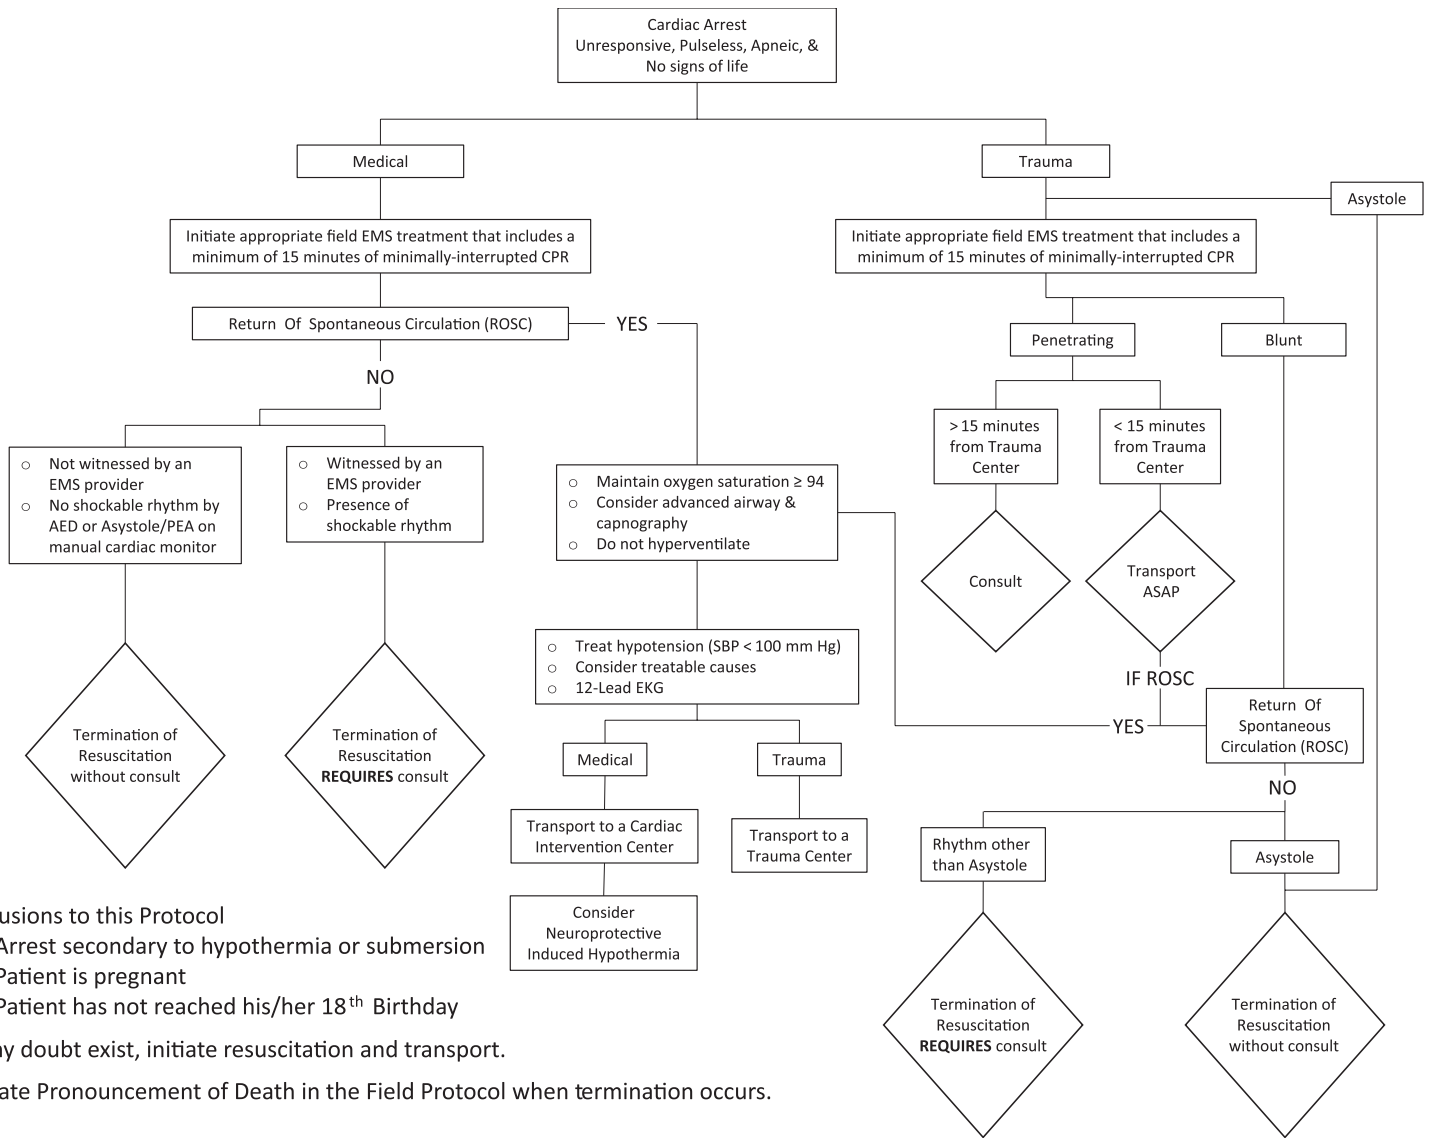 Cardiac Arrest
Unresponsive, Pulseless, Apneic, &
No signs of life
Medical
Trauma
Asystole
Initiate appropriate field EMS treatment that includes a
minimum of 15 minutes of minimally-interrupted CPR
Initiate appropriate field EMS treatment that includes a
minimum of 15 minutes of minimally-interrupted CPR
Return Of Spontaneous Circulation (ROSC)
YES
NO
Penetrating
Blunt
> 15 minutes
from Trauma
Center
< 15 minutes
from Trauma
Center
○ Not witnessed by an
EMS provider
○ No shockable rhythm by
AED or Asystole/PEA on
manual cardiac monitor
○ Witnessed by an
EMS provider
○ Presence of
shockable rhythm
○ Maintain oxygen saturation ≥ 94
○ Consider advanced airway &
capnography
○ Do not hyperventilate
Consult
Transport
ASAP
○ Treat hypotension (SBP < 100 mm Hg)
○ Consider treatable causes
○ 12-Lead EKG
IF ROSC
YES
Return Of
Spontaneous
Circulation (ROSC)
NO
Termination of
Resuscitation
without consult
Termination of
Resuscitation
REQUIRES consult
Medical
Trauma
Transport to a Cardiac
Intervention Center
Transport to a
Trauma Center
Consider
Neuroprotective
Induced Hypothermia
Rhythm other
than Asystole
Asystole
Termination of
Resuscitation
REQUIRES consult
Termination of
Resuscitation
without consult
usions to this Protocol
Arrest secondary to hypothermia or submersion
Patient is pregnant
Patient has not reached his/her 18th Birthday
ny doubt exist, initiate resuscitation and transport.
ate Pronouncement of Death in the Field Protocol when termination occurs.